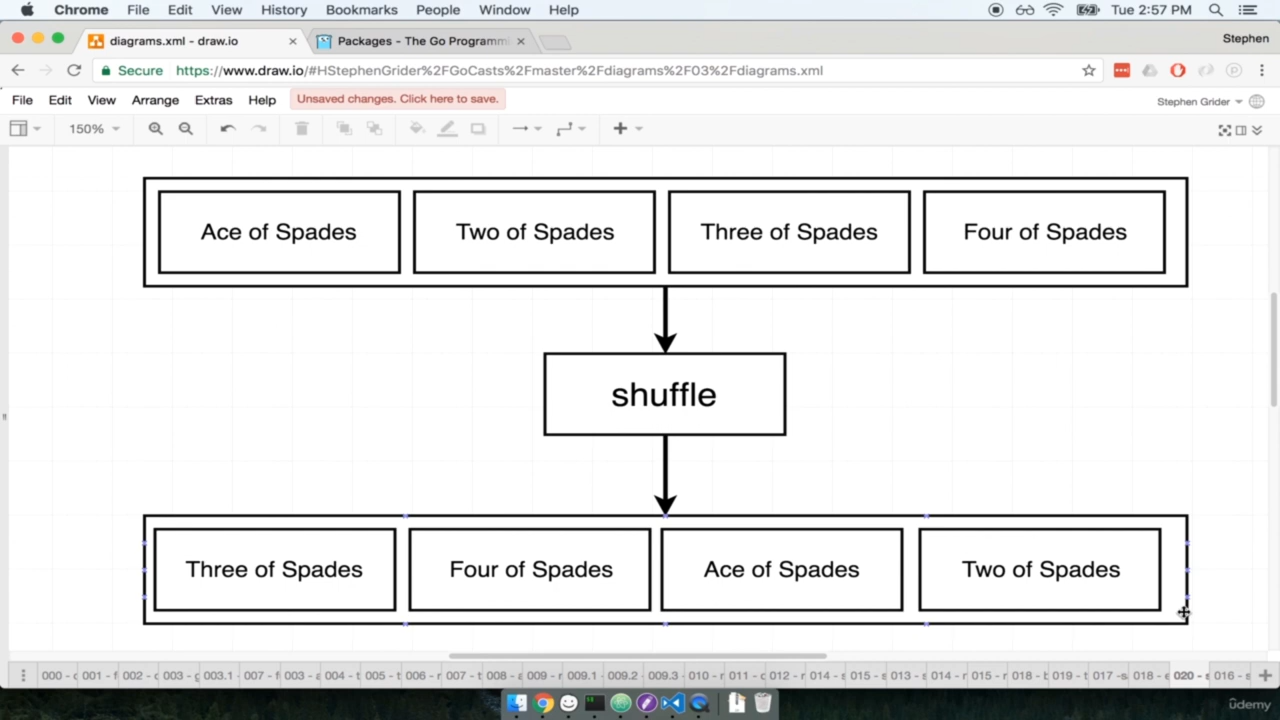 Chrome File Edit View History Bookmarks People Window Help Tue 2:57 PM
diagrams.xml - draw.io Packages - The Go Programmi Stephen
Secure https://www.draw.io/#HStephenGrider%2FGoCasts%2Fmaster%2Fdiagrams%2F03%2Fdiagrams.xml
File Edit View Arrange Extras Help Unsaved changes. Click here to save. Stephen Grider
150%
Ace of Spades Two of Spades Three of Spades Four of Spades
shuffle
Three of Spades Four of Spades Ace of Spades Two of Spades
000 - 001 - f 002 - 003 - 003.1 007 - f 003 - 004 - t 005 - t 006 - 007 - t 008 - 009 - 009.1 009.2 009.3 010 - 011 - 012 - 014 - 015 - 013 - 014 - 015 - 018 - 019 - t 017 - 018 - 020 - 016 -
ûdemy